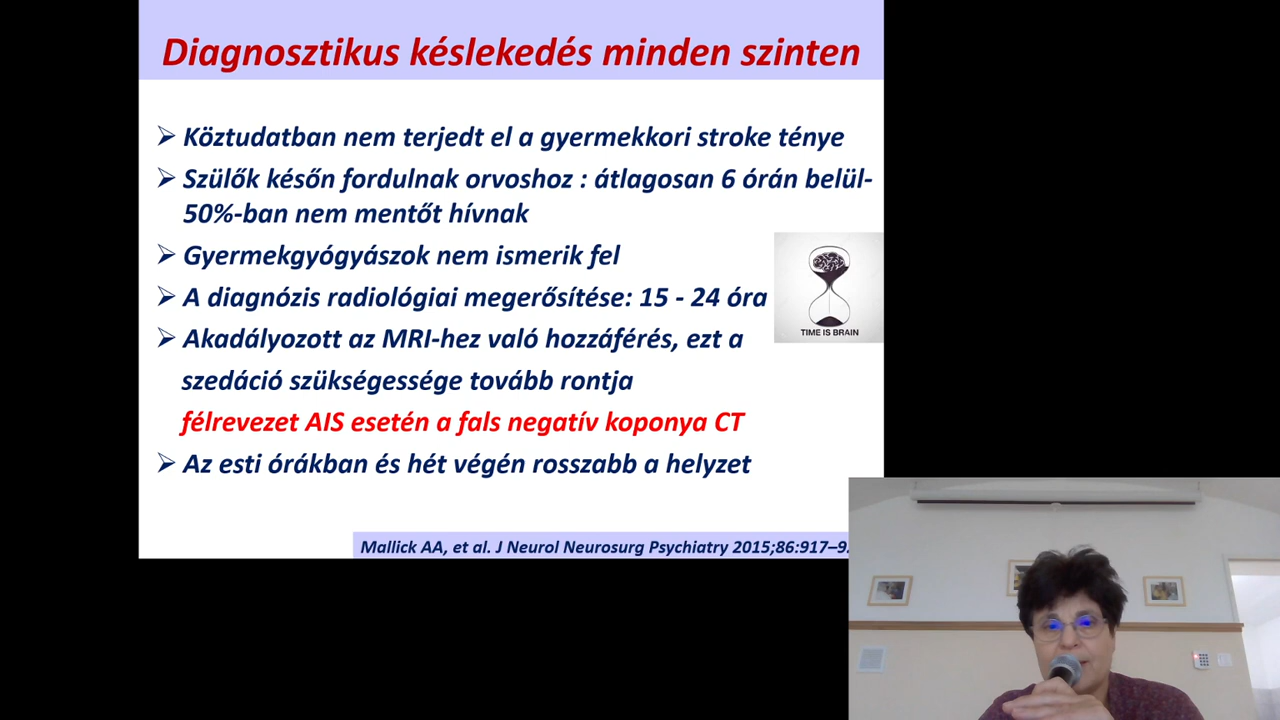 Diagnosztikus késlekedés minden szinten
➢ Köztudatban nem terjedt el a gyermekkori stroke ténye
➢ Szülők későn fordulnak orvoshoz : átlagosan 6 órán belül-
50%-ban nem mentőt hívnak
➢ Gyermekgyógyászok nem ismerik fel
➢ A diagnózis radiológiai megerősítése: 15 - 24 óra
TIME IS BRAIN
➢ Akadályozott az MRI-hez való hozzáférés, ezt a
szedáció szükségessége tovább rontja
félrevezet AIS esetén a fals negatív koponya CT
➢ Az esti órákban és hét végén rosszabb a helyzet
Mallick AA, et al. J Neurol Neurosurg Psychiatry 2015;86:917–